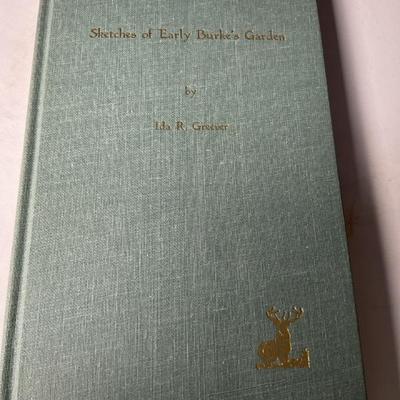 Sketches of Early Burke's Garden
by
Ida R. Greever